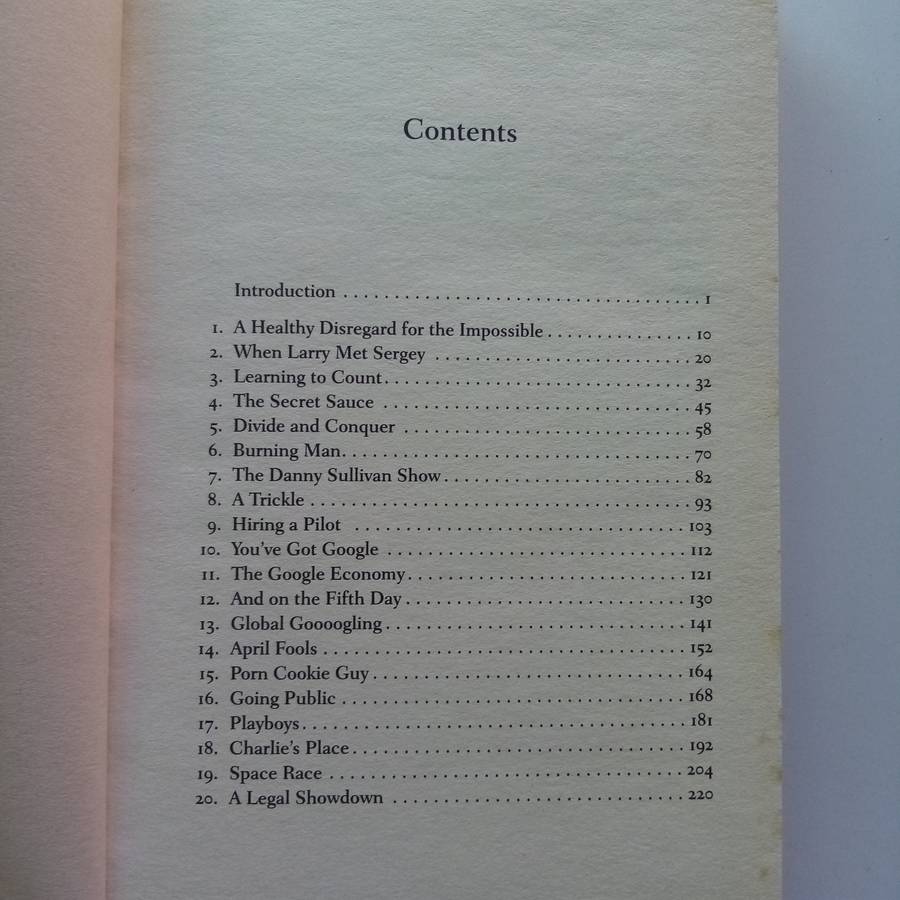 Contents
Introduction . . . . . . . . . . . . . . . . . . . . . . . . . . . . . . . . . . . 1
1. A Healthy Disregard for the Impossible . . . . . . . . . . . . . . 10
2. When Larry Met Sergey . . . . . . . . . . . . . . . . . . . . . . . . . 20
3. Learning to Count . . . . . . . . . . . . . . . . . . . . . . . . . . . . . 32
4. The Secret Sauce . . . . . . . . . . . . . . . . . . . . . . . . . . . . . . 45
5. Divide and Conquer . . . . . . . . . . . . . . . . . . . . . . . . . . . . 58
6. Burning Man . . . . . . . . . . . . . . . . . . . . . . . . . . . . . . . . . 70
7. The Danny Sullivan Show . . . . . . . . . . . . . . . . . . . . . . . . 82
8. A Trickle . . . . . . . . . . . . . . . . . . . . . . . . . . . . . . . . . . . . 93
9. Hiring a Pilot . . . . . . . . . . . . . . . . . . . . . . . . . . . . . . . . 103
10. You've Got Google . . . . . . . . . . . . . . . . . . . . . . . . . . . . . 112
11. The Google Economy . . . . . . . . . . . . . . . . . . . . . . . . . . . 121
12. And on the Fifth Day . . . . . . . . . . . . . . . . . . . . . . . . . . . 130
13. Global Goooogling . . . . . . . . . . . . . . . . . . . . . . . . . . . . . 141
14. April Fools . . . . . . . . . . . . . . . . . . . . . . . . . . . . . . . . . . . 152
15. Porn Cookie Guy . . . . . . . . . . . . . . . . . . . . . . . . . . . . . . 164
16. Going Public . . . . . . . . . . . . . . . . . . . . . . . . . . . . . . . . . 168
17. Playboys . . . . . . . . . . . . . . . . . . . . . . . . . . . . . . . . . . . . . 181
18. Charlie's Place . . . . . . . . . . . . . . . . . . . . . . . . . . . . . . . . 192
19. Space Race . . . . . . . . . . . . . . . . . . . . . . . . . . . . . . . . . . 204
20. A Legal Showdown . . . . . . . . . . . . . . . . . . . . . . . . . . . . 220